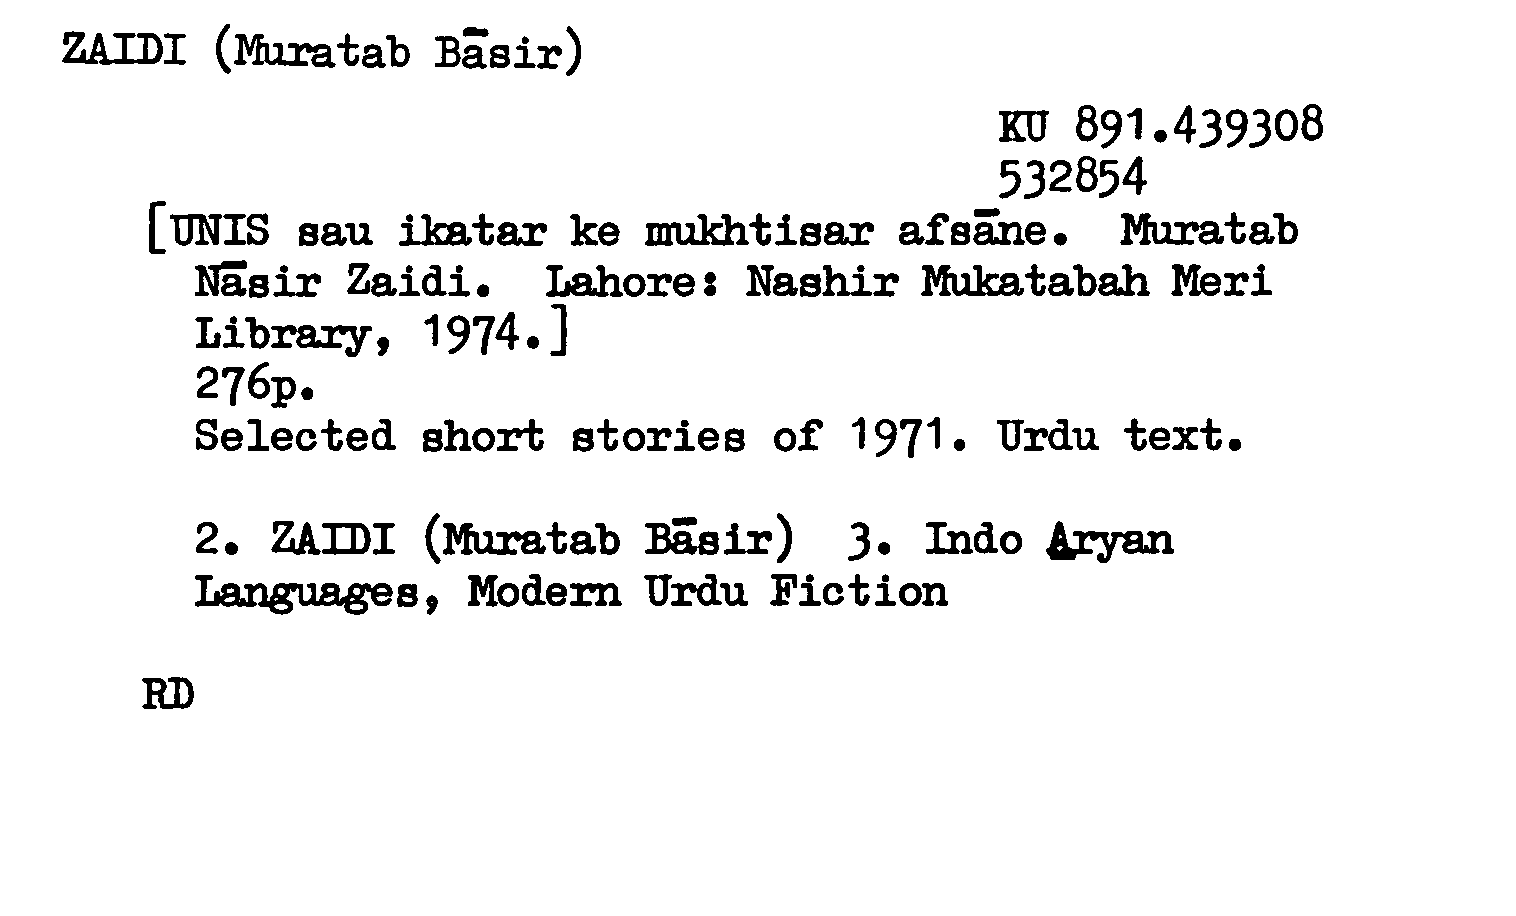 ZAIDI (Muratab Bāsir)
KU 891.439308
532854
[UNIS sau ikatar ke mukhtisar afsāne. Muratab
Nāsir Zaidi. Lahore: Nashir Mukatabah Meri
Library, 1974.]
276p.
Selected short stories of 1971. Urdu text.
2. ZAIDI (Muratab Bāsir) 3. Indo Aryan
Languages, Modern Urdu Fiction
RD